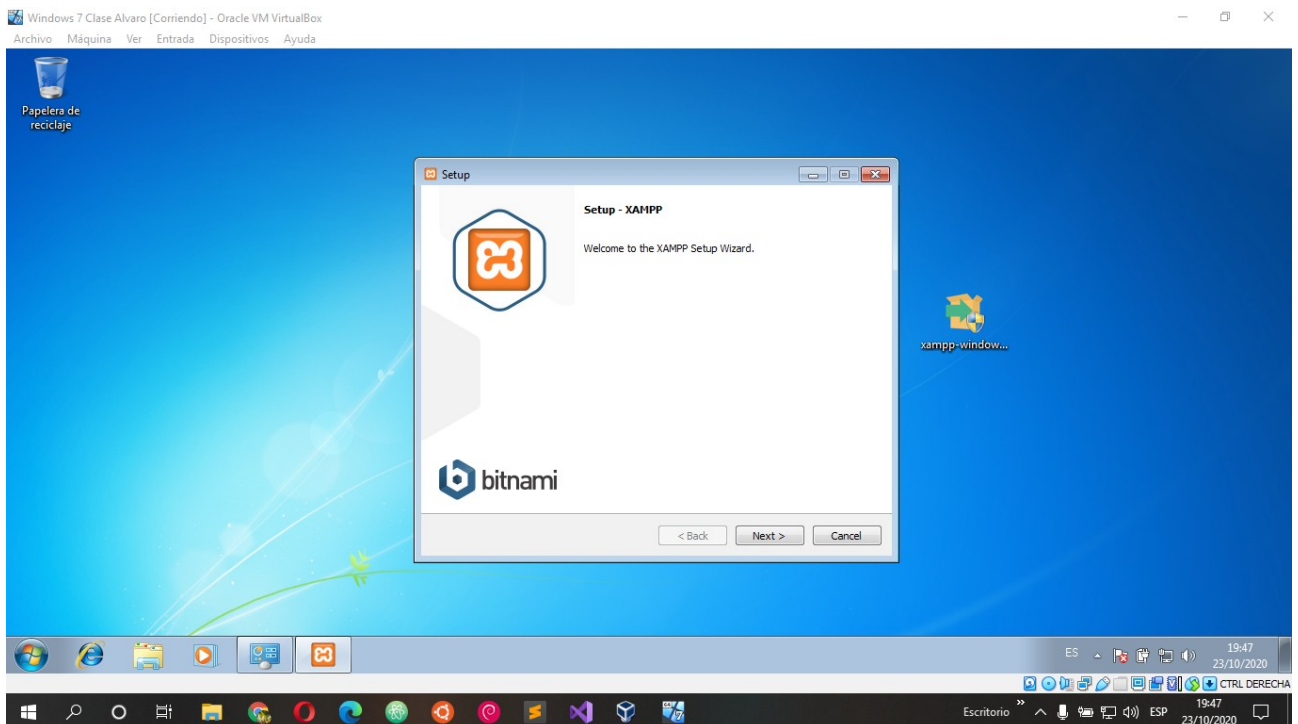 Windows 7 Clase Alvaro [Corriendo] - Oracle VM VirtualBox
Archivo Máquina Ver Entrada Dispositivos Ayuda
Papelera de
reciclaje
Setup
Setup - XAMPP
Welcome to the XAMPP Setup Wizard.
xampp-window...
bitnami
< Back Next > Cancel
ES 19:47
23/10/2020
CTRL DERECHA
Escritorio » ESP 19:47
23/10/2020